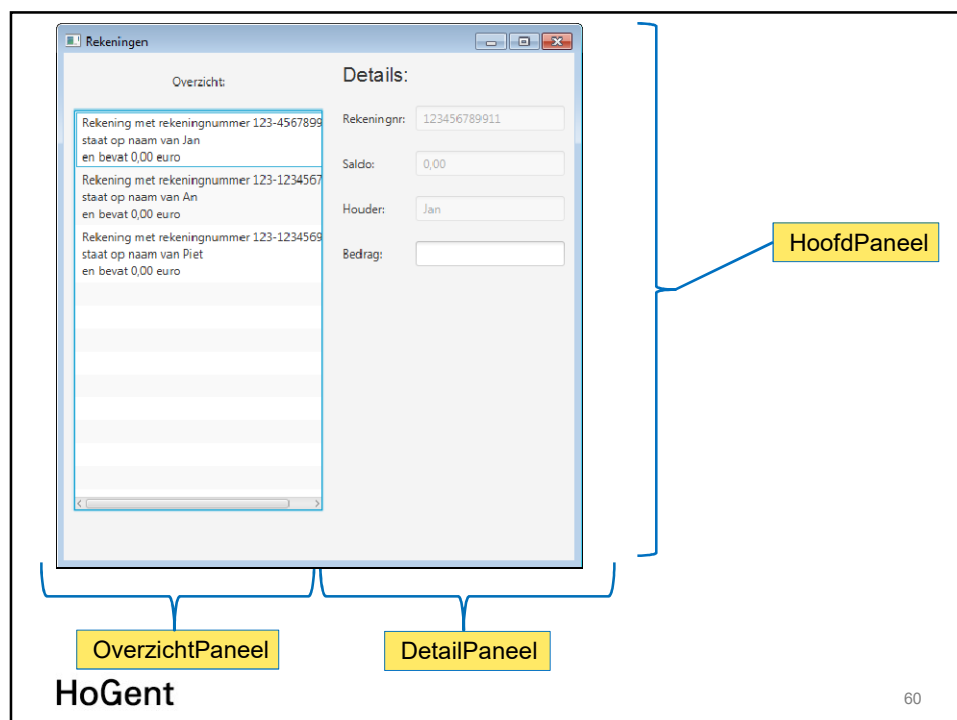 Rekeningen
Overzicht:
Rekening met rekeningnummer 123-4567899
staat op naam van Jan
en bevat 0,00 euro
Rekening met rekeningnummer 123-1234567
staat op naam van An
en bevat 0,00 euro
Rekening met rekeningnummer 123-1234569
staat op naam van Piet
en bevat 0,00 euro
Details:
Rekeningnr: 123456789911
Saldo: 0,00
Houder: Jan
Bedrag:
HoofdPaneel
OverzichtPaneel
DetailPaneel
HoGent
60